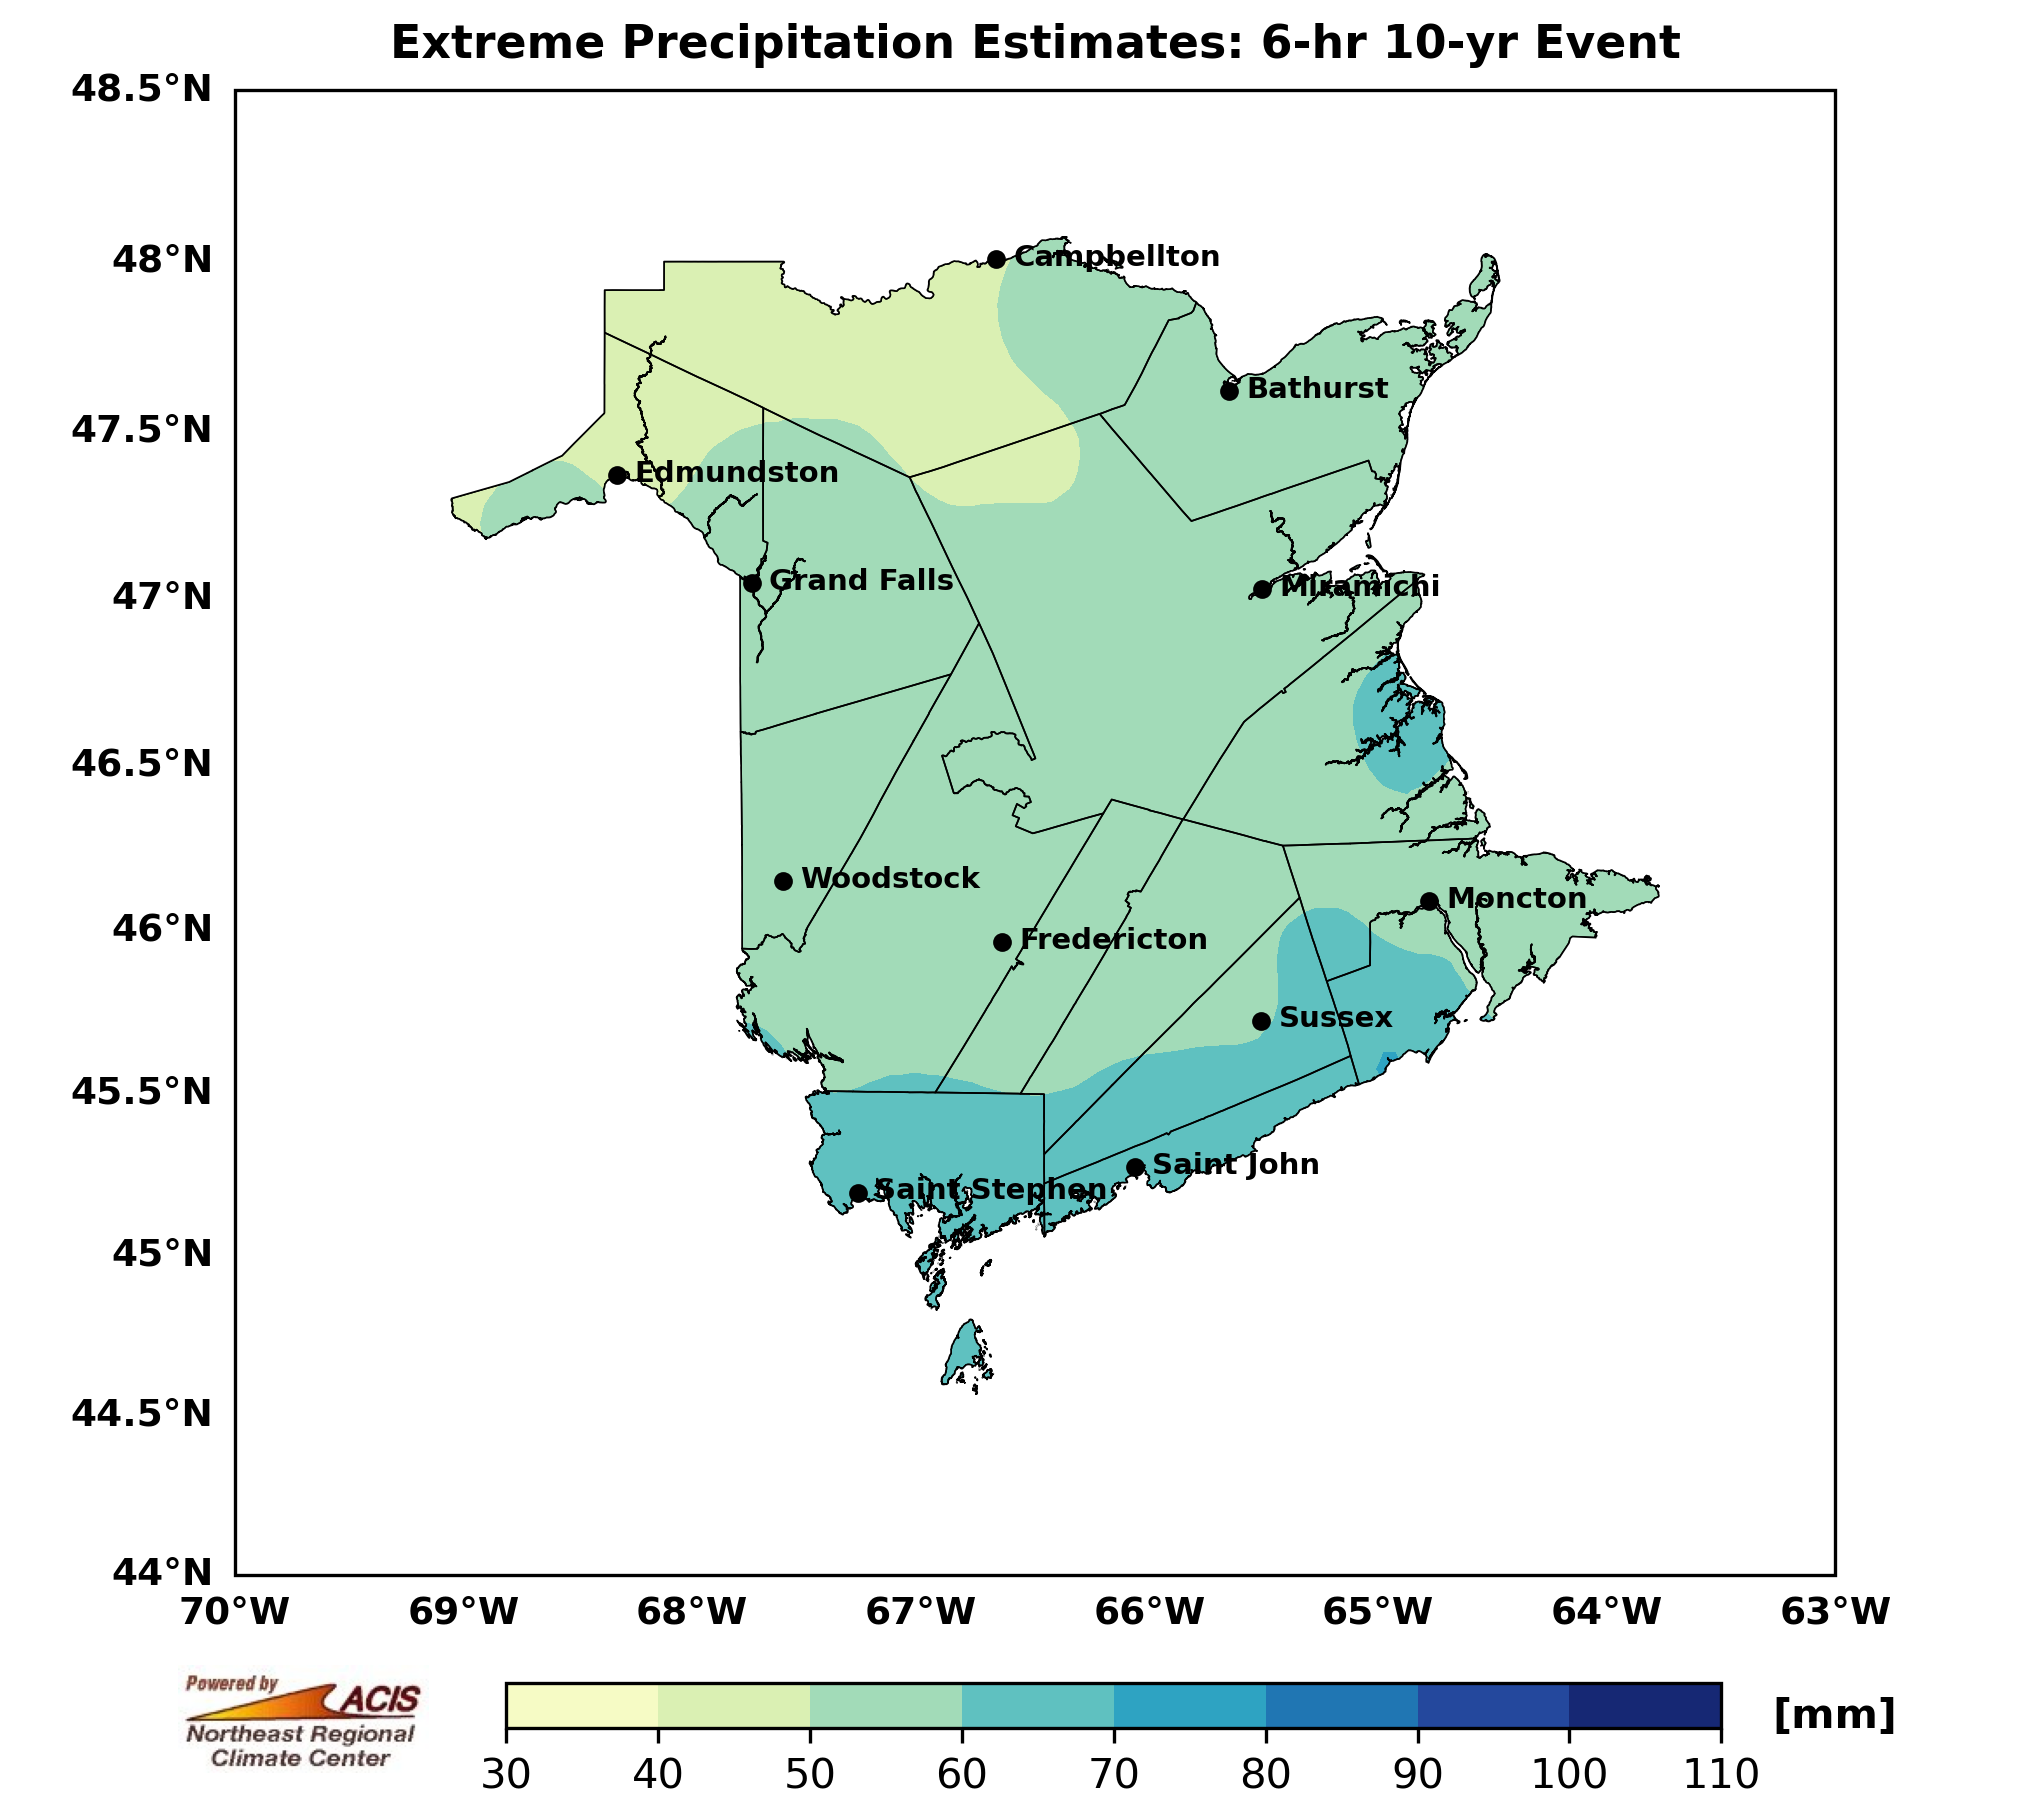 Extreme Precipitation Estimates: 6-hr 10-yr Event
48.5°N
48°N
47.5°N
47°N
46.5°N
46°N
45.5°N
45°N
44.5°N
44°N
Campbellton
Bathurst
Edmundston
Grand Falls
Miramichi
Woodstock
Moncton
Fredericton
Sussex
Saint John
Saint Stephen
70°W 69°W 68°W 67°W 66°W 65°W 64°W 63°W
Powered by
ACIS
Northeast Regional
Climate Center
[mm]
30 40 50 60 70 80 90 100 110